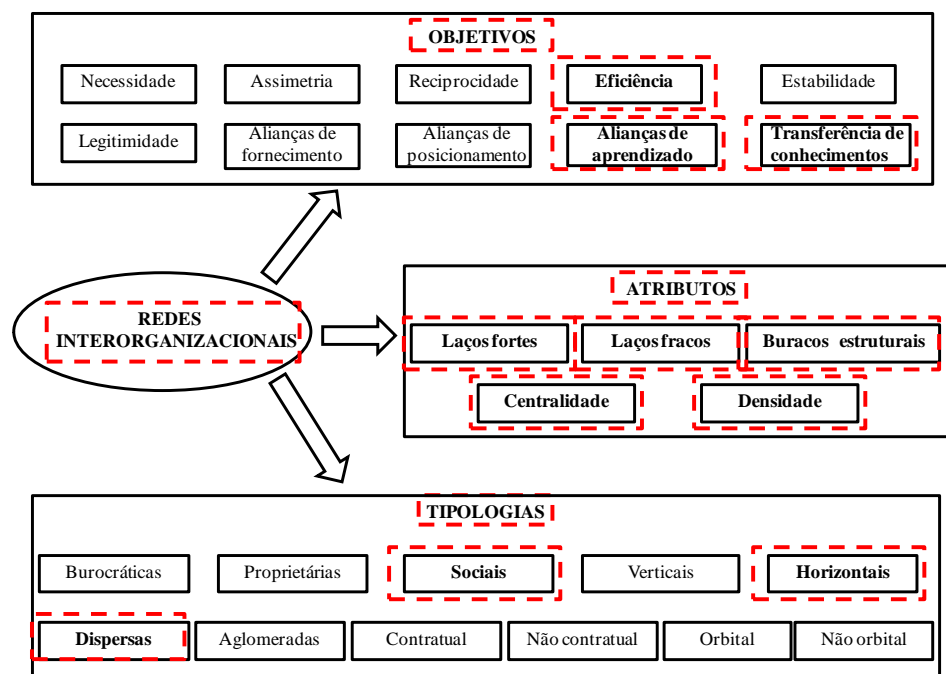 OBJETIVOS
Necessidade
Assimetria
Reciprocidade
Eficiência
Estabilidade
Legitimidade
Alianças de
fornecimento
Alianças de
posicionamento
Alianças de
aprendizado
Transferência de
conhecimentos
REDES
INTERORGANIZACIONAIS
ATRIBUTOS
Laços fortes
Laços fracos
Buracos estruturais
Centralidade
Densidade
TIPOLOGIAS
Burocráticas
Proprietárias
Sociais
Verticais
Horizontais
Dispersas
Aglomeradas
Contratual
Não contratual
Orbital
Não orbital